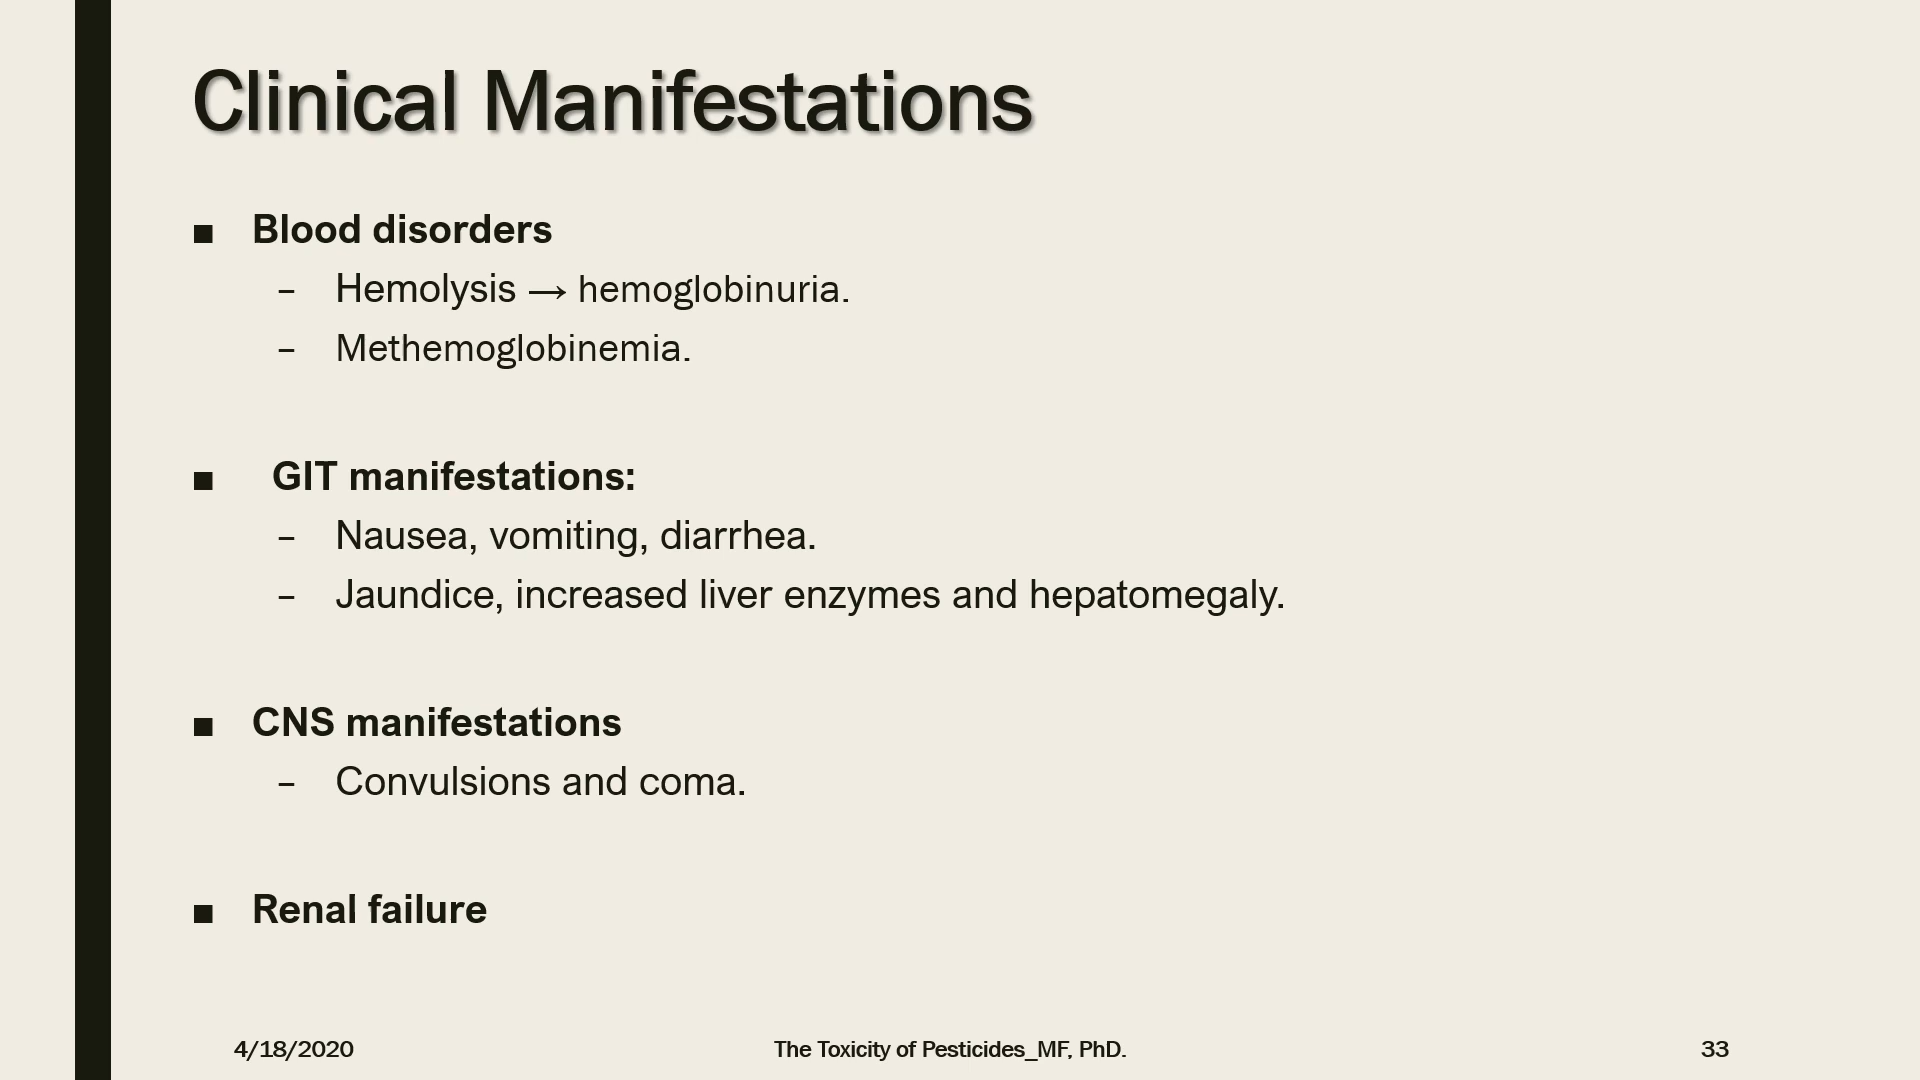 Clinical Manifestations
■ Blood disorders
– Hemolysis → hemoglobinuria.
– Methemoglobinemia.
■ GIT manifestations:
– Nausea, vomiting, diarrhea.
– Jaundice, increased liver enzymes and hepatomegaly.
■ CNS manifestations
– Convulsions and coma.
■ Renal failure
4/18/2020 The Toxicity of Pesticides_MF, PhD. 33